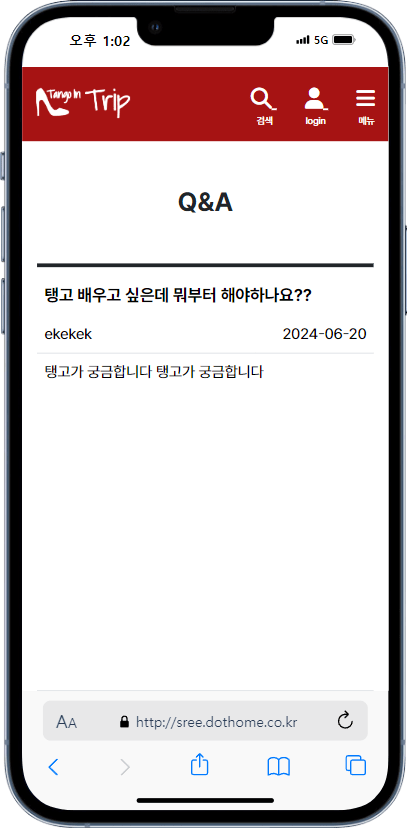 오후 1:02
5G
Tango in Trip
검색
login
메뉴
Q&A
탱고 배우고 싶은데 뭐부터 해야하나요??
ekekek
2024-06-20
탱고가 궁금합니다 탱고가 궁금합니다
AA
http://sree.dothome.co.kr